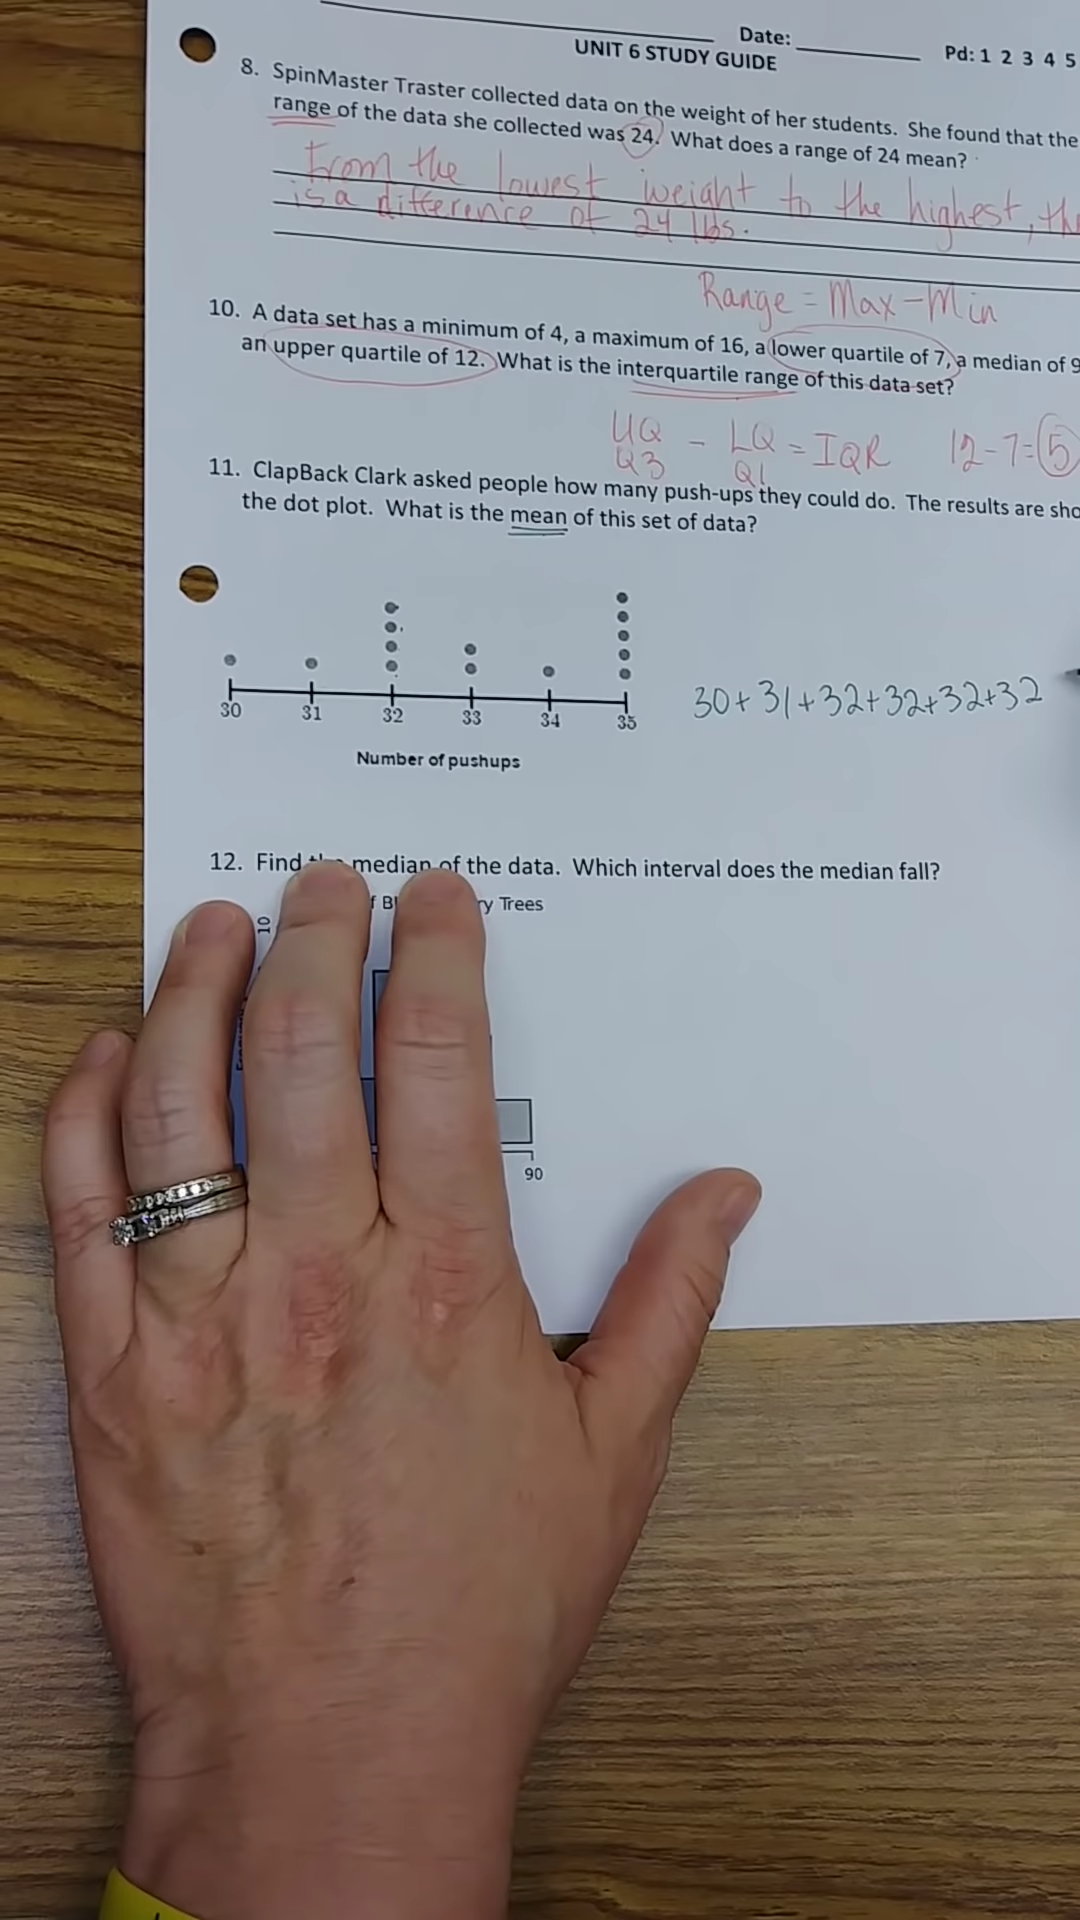 Date:
UNIT 6 STUDY GUIDE
Pd: 1 2 3 4 5
8. SpinMaster Traster collected data on the weight of her students. She found that the
range of the data she collected was 24. What does a range of 24 mean?
From the lowest weight to the highest,
is a difference of 24 lbs.
Range = Max - Min
10. A data set has a minimum of 4, a maximum of 16, a lower quartile of 7, a median of 9
an upper quartile of 12. What is the interquartile range of this data set?
UQ - LQ = IQR 12-7=5
Q3 Q1
11. ClapBack Clark asked people how many push-ups they could do. The results are
the dot plot. What is the mean of this set of data?
30+31+32+32+32+32
30 31 32 33 34 35
Number of pushups
12. Find median of the data. Which interval does the median fall?
Trees
10
90